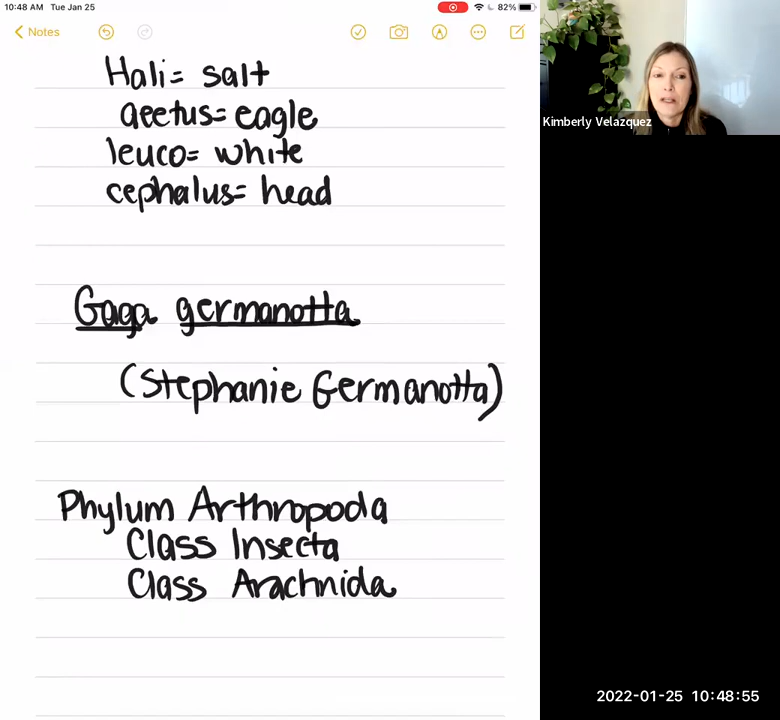 10:48 AM Tue Jan 25
82%
Notes
Hali= salt
aeetus= eagle
leuco= white
cephalus= head
Gaga germanotta
(Stephanie Germanotta)
Phylum Arthropoda
Class Insecta
Class Arachnida
Kimberly Velazquez
2022-01-25 10:48:55